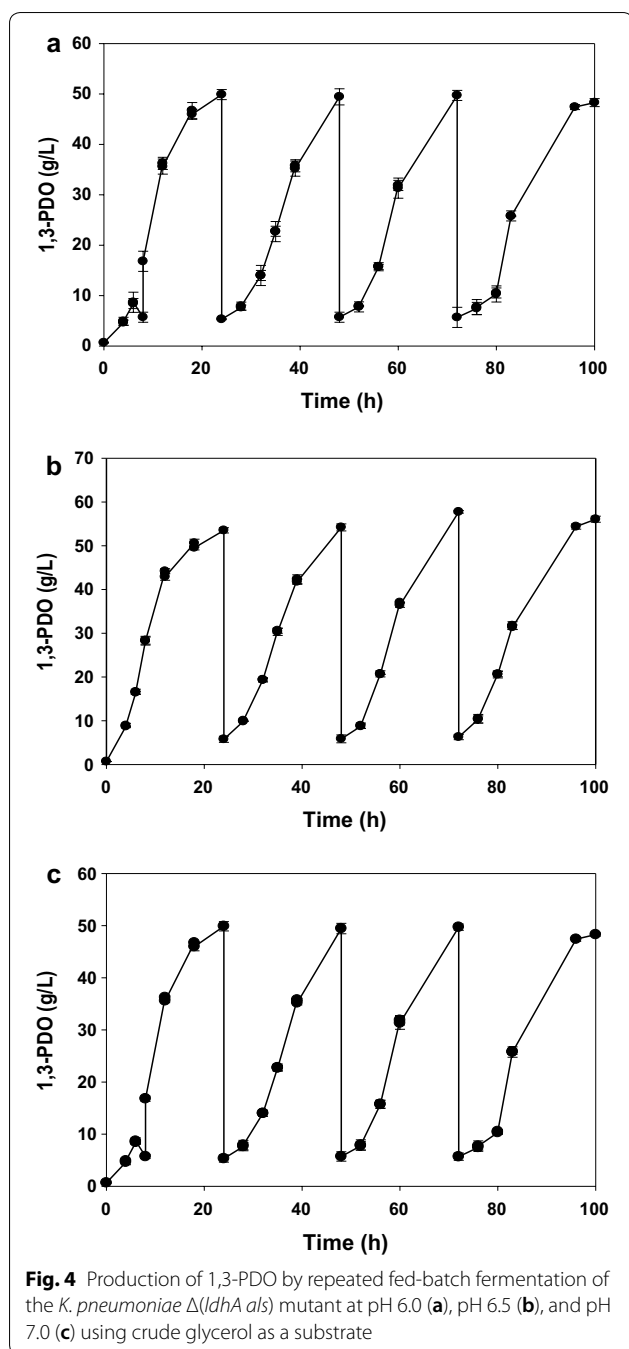 a
60
50
40
30
20
10
0
1,3-PDO (g/L)
0 20 40 60 80 100
Time (h)
b
70
60
50
40
30
20
10
0
1,3-PDO (g/L)
0 20 40 60 80 100
Time (h)
c
60
50
40
30
20
10
0
1,3-PDO (g/L)
0 20 40 60 80 100
Time (h)
Fig. 4 Production of 1,3-PDO by repeated fed-batch fermentation of
the K. pneumoniae Δ(ldhA als) mutant at pH 6.0 (a), pH 6.5 (b), and pH
7.0 (c) using crude glycerol as a substrate